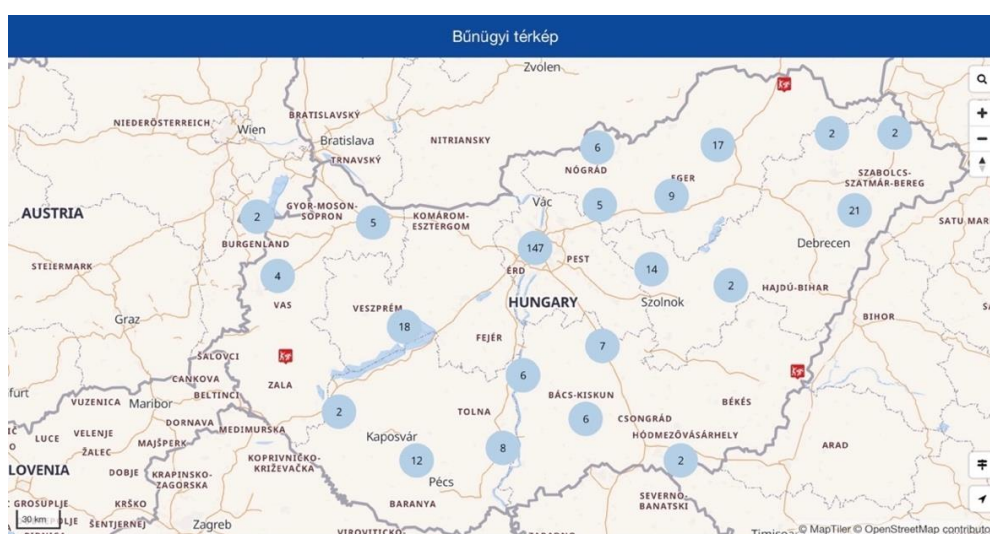 Bűnügyi térkép
Zvolen
NIEDERÖSTERREICH
Wien
BRATISLAVSKÝ
Bratislava
TRNAVSKÝ
NITRIANSKY
6
17
2
2
NÓGRÁD
EGER
SZABOLCS-
SZATMÁR-BEREG
AUSTRIA
2
GYOR-MOSON-
SOPRON
5
KOMÁROM-
ESZTERGOM
Vác
5
9
21
SATU MAR
BURGENLAND
147
PEST
Debrecen
STEIERMARK
4
ÉRD
14
2
HAJDÚ-BIHAR
VAS
HUNGARY
Szolnok
Graz
VESZPRÉM
18
FEJÉR
BIHOR
7
ŠALOVCI
CANKOVA
ZALA
6
furt
VUZENICA
Maribor
BELTINCI
2
TOLNA
BÁCS-KISKUN
6
BÉKÉS
DORNAVA
MEDIMURSKA
CSONGRÁD
LUCE
VELENJE
MAJŠPERK
Kaposvár
8
HÓDMEZŐVÁSÁRHELY
ARAD
ŽALEC
KOPRIVNIČKO-
KRIŽEVAČKA
12
2
LOVENIA
DOBJE
KRAPINSKO-
ZAGORSKA
Pécs
GROSUPLJE
KRŠKO
BARANYA
SEVERNO-
BANATSKI
30 km
ŠENTJERNEJ
Zagreb
© MapTiler © OpenStreetMap contributo